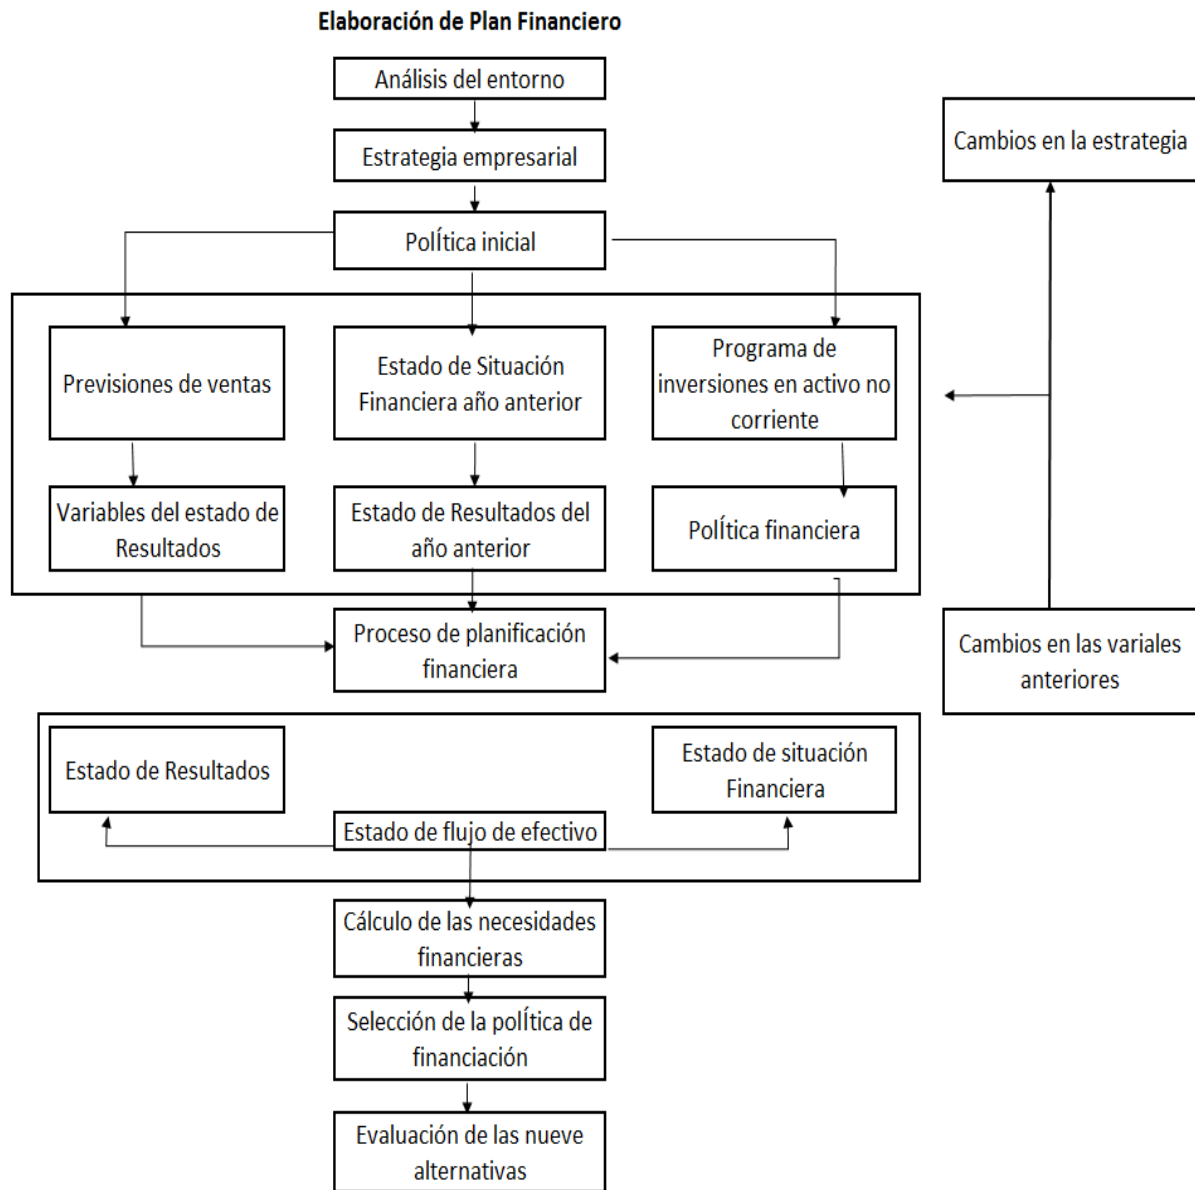 Elaboración de Plan Financiero
Análisis del entorno
Estrategia empresarial
PolÍtica inicial
Cambios en la estrategia
Previsiones de ventas
Estado de Situación
Financiera año anterior
Programa de
inversiones en activo no
corriente
Variables del estado de
Resultados
Estado de Resultados del
año anterior
PolÍtica financiera
Proceso de planificación
financiera
Cambios en las variales
anteriores
Estado de Resultados
Estado de situación
Financiera
Estado de flujo de efectivo
Cálculo de las necesidades
financieras
Selección de la polÍtica de
financiación
Evaluación de las nueve
alternativas